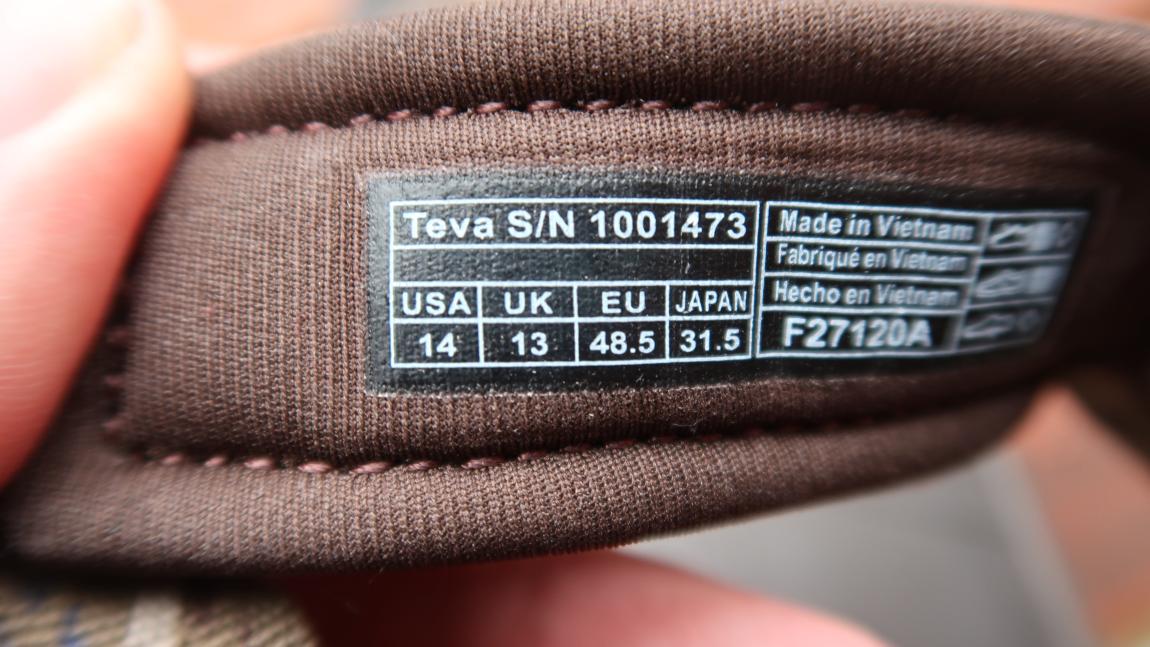 Teva S/N 1001473
USA UK EU JAPAN
14 13 48.5 31.5
Made in Vietnam
Fabriqué en Vietnam
Hecho en Vietnam
F27120A